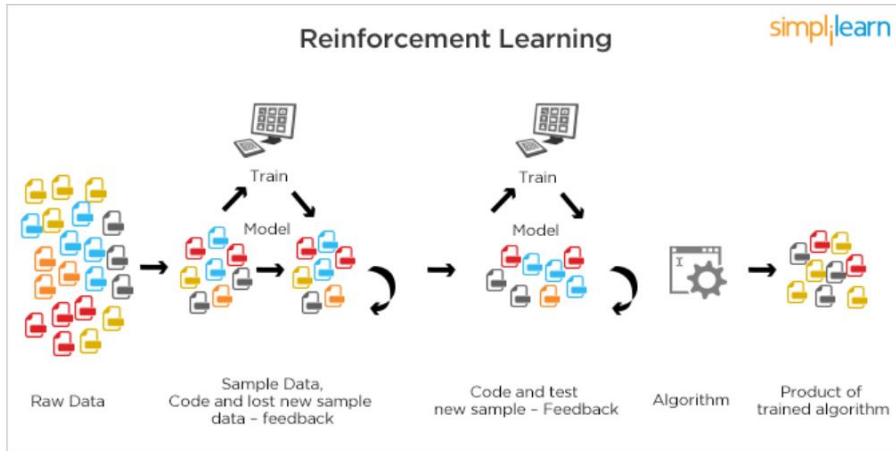 Reinforcement Learning
simplilearn
Train
Model
Train
Model
Raw Data
Sample Data,
Code and lost new sample
data – feedback
Code and test
new sample – Feedback
Algorithm
Product of
trained algorithm